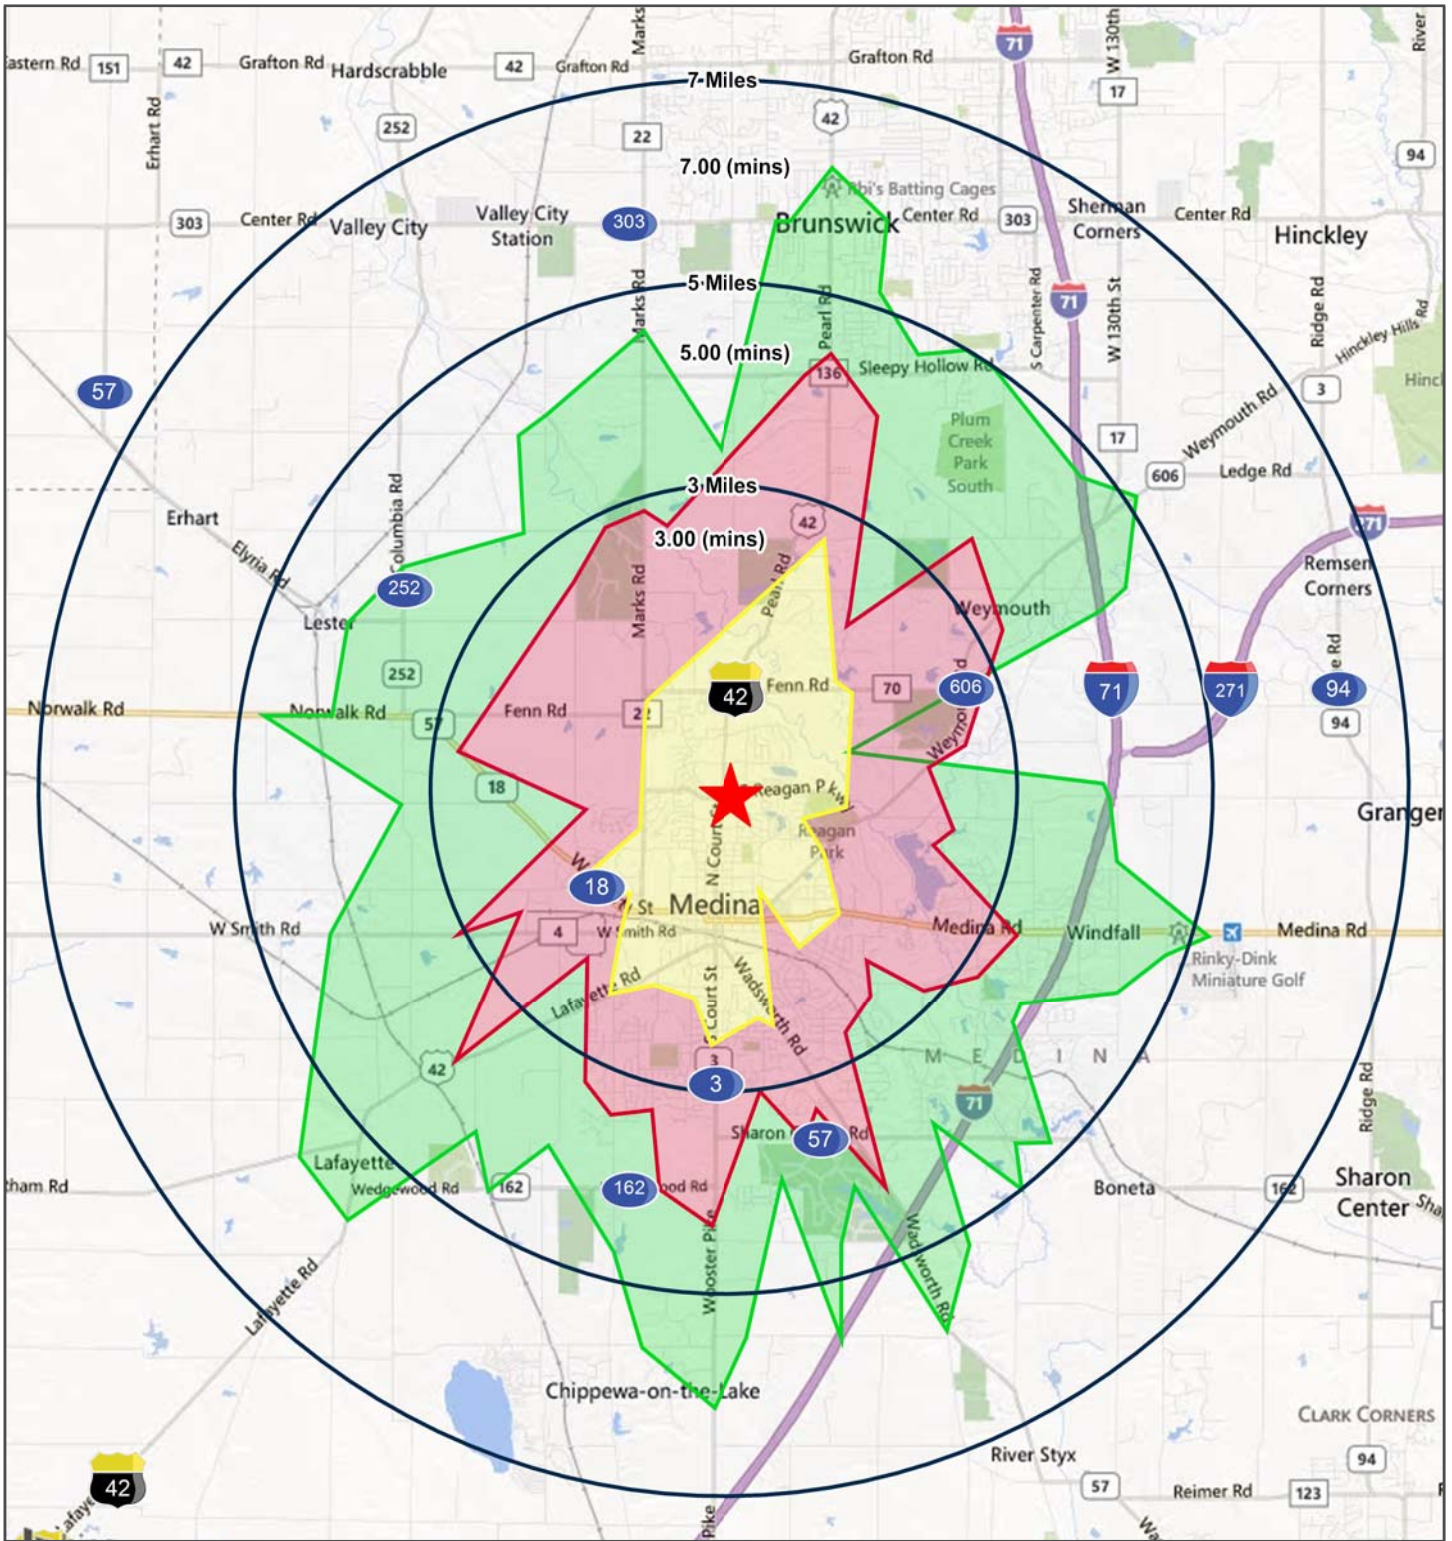 Marks
W 130th
River
71
Eastern Rd
151
42
Grafton Rd
Hardscrabble
42
Grafton Rd
Grafton Rd
7 Miles
17
Erhart Rd
252
22
42
94
7.00 (mins)
Rbi's Batting Cages
303
Center Rd
Valley City
Valley City
Station
303
Brunswick
Center Rd
303
Sherman
Corners
Center Rd
Hinckley
5 Miles
Marks Rd
Pearl Rd
S Carpenter Rd
71
W 130th St
Ridge Rd
Hinckley Hills Rd
5.00 (mins)
136
Sleepy Hollow Rd
57
3
Plum
Creek
Park
South
17
Weymouth Rd
606
Ledge Rd
3 Miles
Columbia Rd
Erhart
42
271
3.00 (mins)
Elyria Rd
252
Marks Rd
Pearl Rd
Weymouth
Remsen
Corners
Lester
252
42
Fenn Rd
70
606
71
271
94
Norwalk Rd
Norwalk Rd
57
Fenn Rd
22
94
Weymouth
18
Reagan Pkwy
N Court St
Reagan
Park
Granger
18
St
Medina
W Smith Rd
4
W Smith Rd
Medina Rd
Windfall
Medina Rd
Rinky-Dink
Miniature Golf
Lafayette Rd
S Court St
Wadsworth Rd
MEDINA
42
3
3
71
Ridge Rd
Sharon
Rd
57
Lafayette
Wedgewood Rd
162
162
ood Rd
Boneta
162
Sharon
Center
Wooster Pike
Wadsworth Rd
Lafayette Rd
Chippewa-on-the-Lake
CLARK CORNERS
River Styx
94
42
57
Reimer Rd
123
Pike